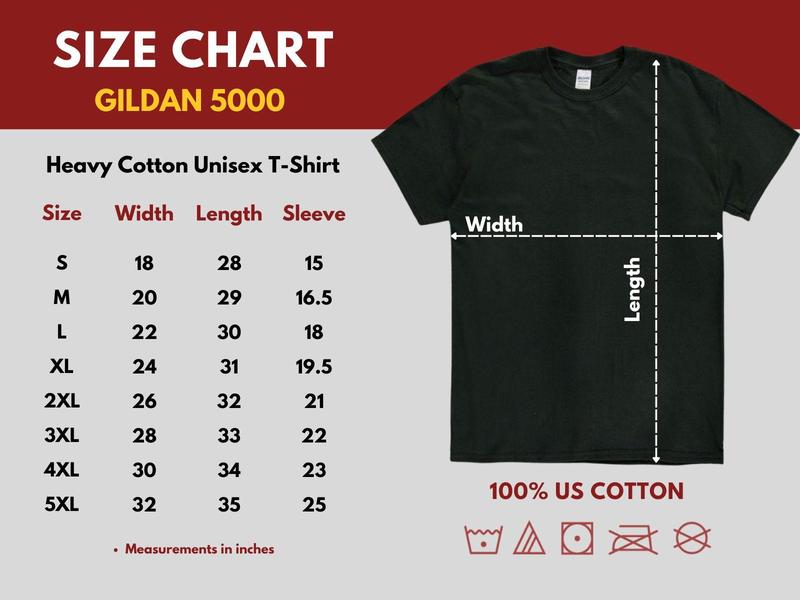 SIZE CHART
GILDAN 5000
Heavy Cotton Unisex T-Shirt
Size Width Length Sleeve
S 18 28 15
M 20 29 16.5
L 22 30 18
XL 24 31 19.5
2XL 26 32 21
3XL 28 33 22
4XL 30 34 23
5XL 32 35 25
• Measurements in inches
Width
Length
100% US COTTON